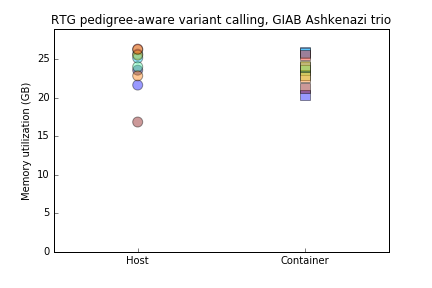 RTG pedigree-aware variant calling, GIAB Ashkenazi trio
Memory utilization (GB)
25
20
15
10
5
0
Host
Container